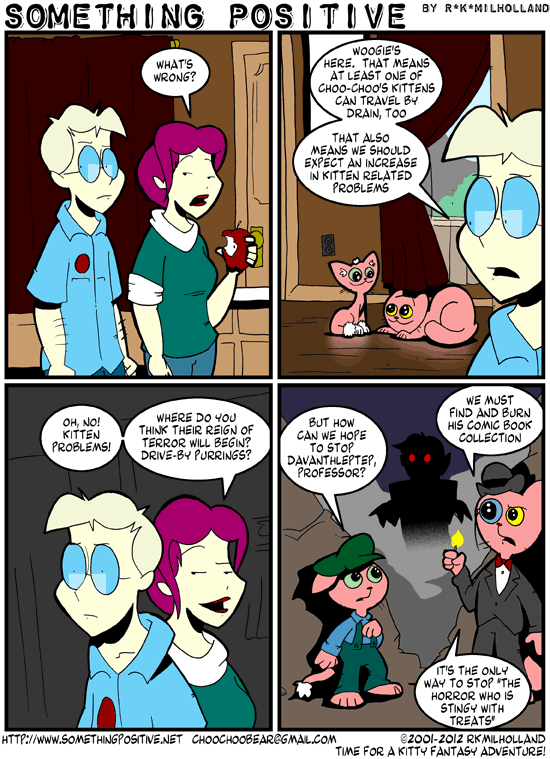 SOMETHING POSITIVE BY R*K*MILHOLLAND
WHAT'S
WRONG?
WOOGIE'S
HERE. THAT MEANS
AT LEAST ONE OF
CHOO-CHOO'S KITTENS
CAN TRAVEL BY
DRAIN, TOO
THAT ALSO
MEANS WE SHOULD
EXPECT AN INCREASE
IN KITTEN RELATED
PROBLEMS
OH, NO!
KITTEN
PROBLEMS!
WHERE DO YOU
THINK THEIR REIGN OF
TERROR WILL BEGIN?
DRIVE-BY PURRINGS?
BUT HOW
CAN WE HOPE
TO STOP
DAVANTHLEPTEP,
PROFESSOR?
WE MUST
FIND AND BURN
HIS COMIC BOOK
COLLECTION
IT'S THE ONLY
WAY TO STOP "THE
HORROR WHO IS
STINGY WITH
TREATS"
HTTP://WWW.SOMETHINGPOSITIVE.NET CHOOCHOOBEAR@GMAIL.COM ©2001-2012 RKMILHOLLAND
TIME FOR A KITTY FANTASY ADVENTURE!